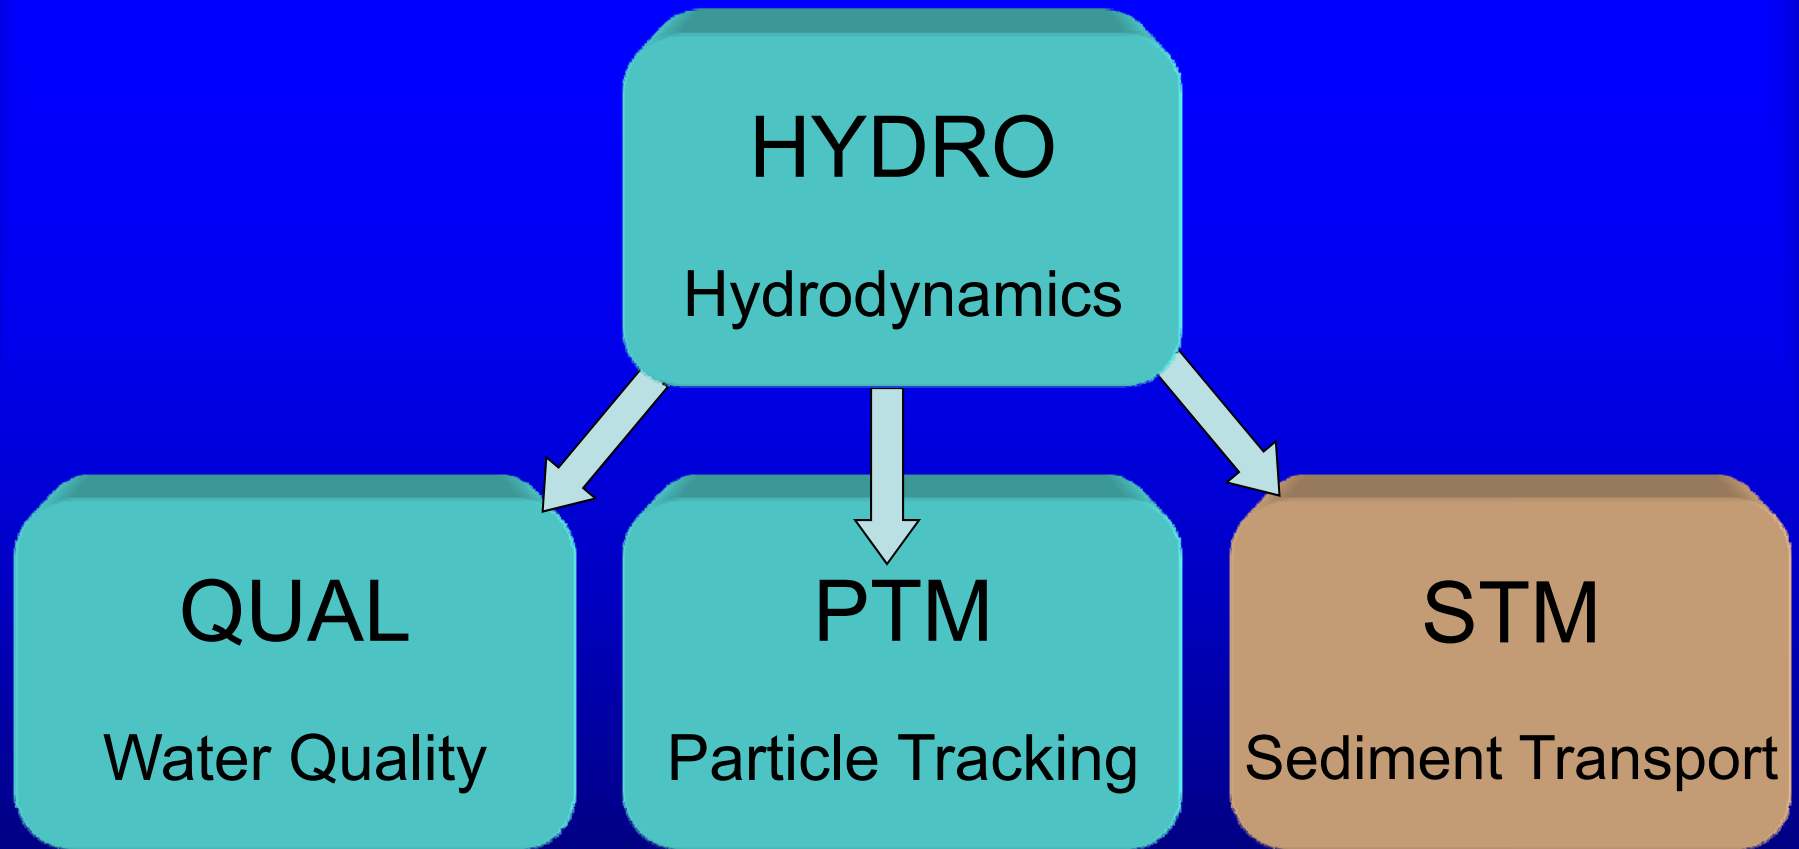 HYDRO
Hydrodynamics
QUAL
Water Quality
PTM
Particle Tracking
STM
Sediment Transport